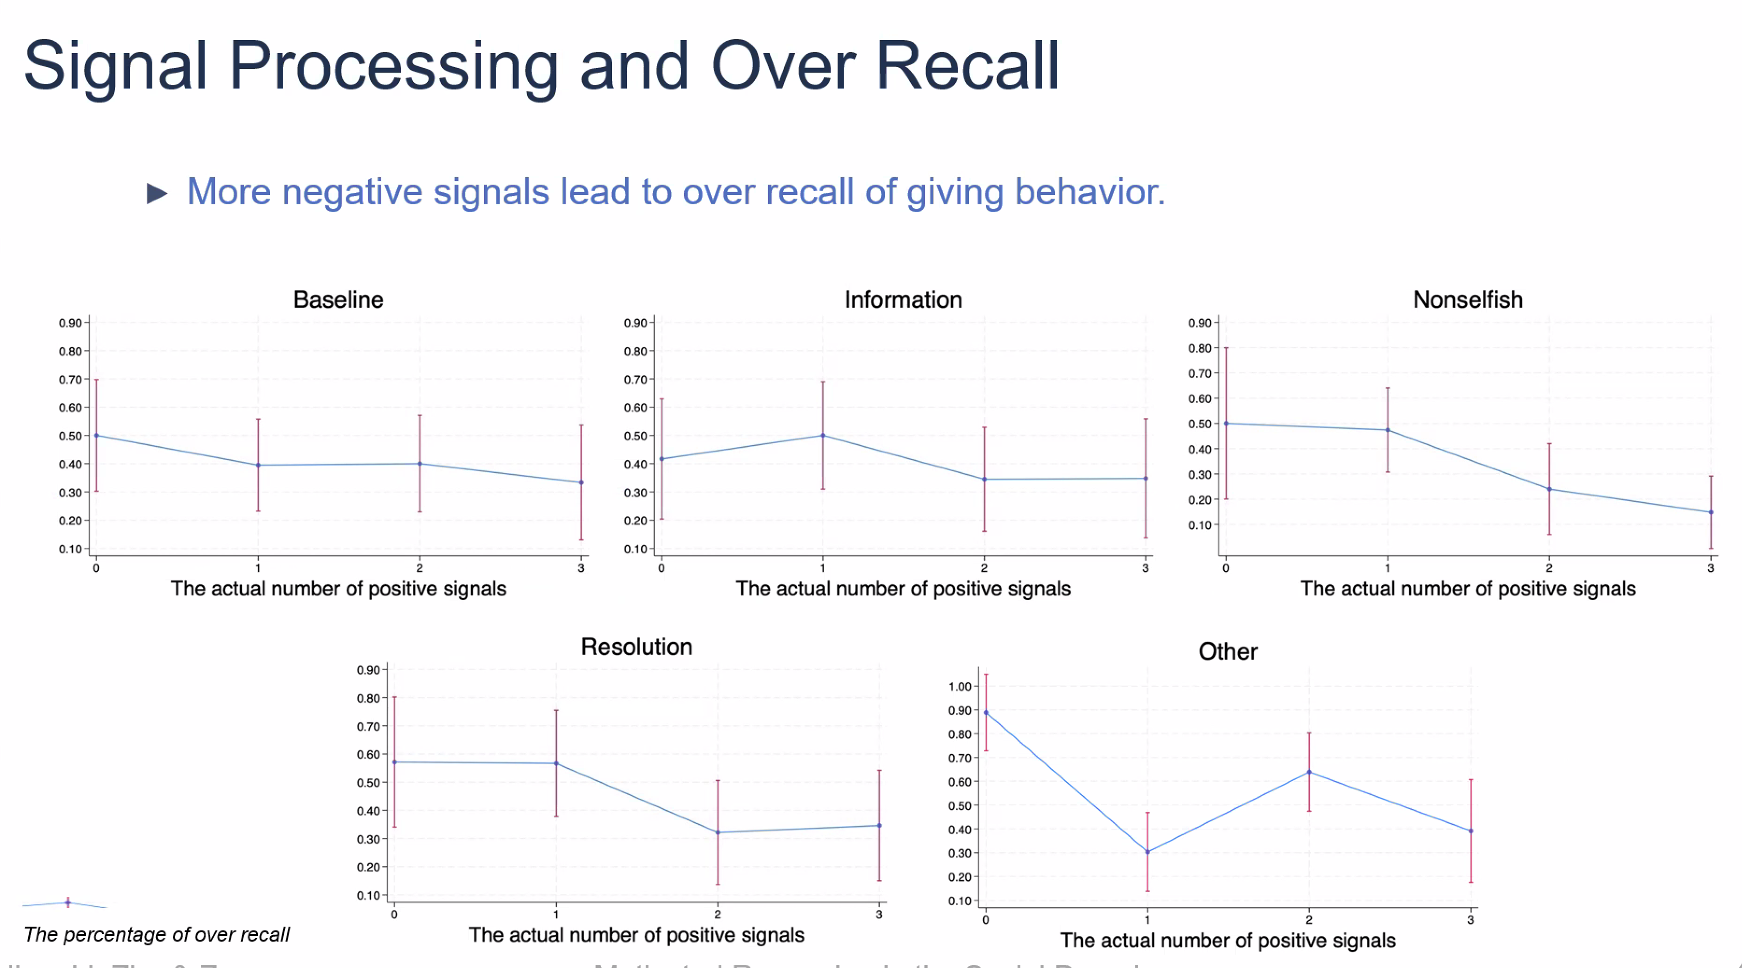 Signal Processing and Over Recall
► More negative signals lead to over recall of giving behavior.
Baseline
0.90
0.80
0.70
0.60
0.50
0.40
0.30
0.20
0.10
0 1 2 3
The actual number of positive signals
Information
0.90
0.80
0.70
0.60
0.50
0.40
0.30
0.20
0.10
0 1 2 3
The actual number of positive signals
Nonselfish
0.90
0.80
0.70
0.60
0.50
0.40
0.30
0.20
0.10
0 1 2 3
The actual number of positive signals
Resolution
0.90
0.80
0.70
0.60
0.50
0.40
0.30
0.20
0.10
0 1 2 3
The actual number of positive signals
Other
1.00
0.90
0.80
0.70
0.60
0.50
0.40
0.30
0.20
0.10
0 1 2 3
The actual number of positive signals
The percentage of over recall